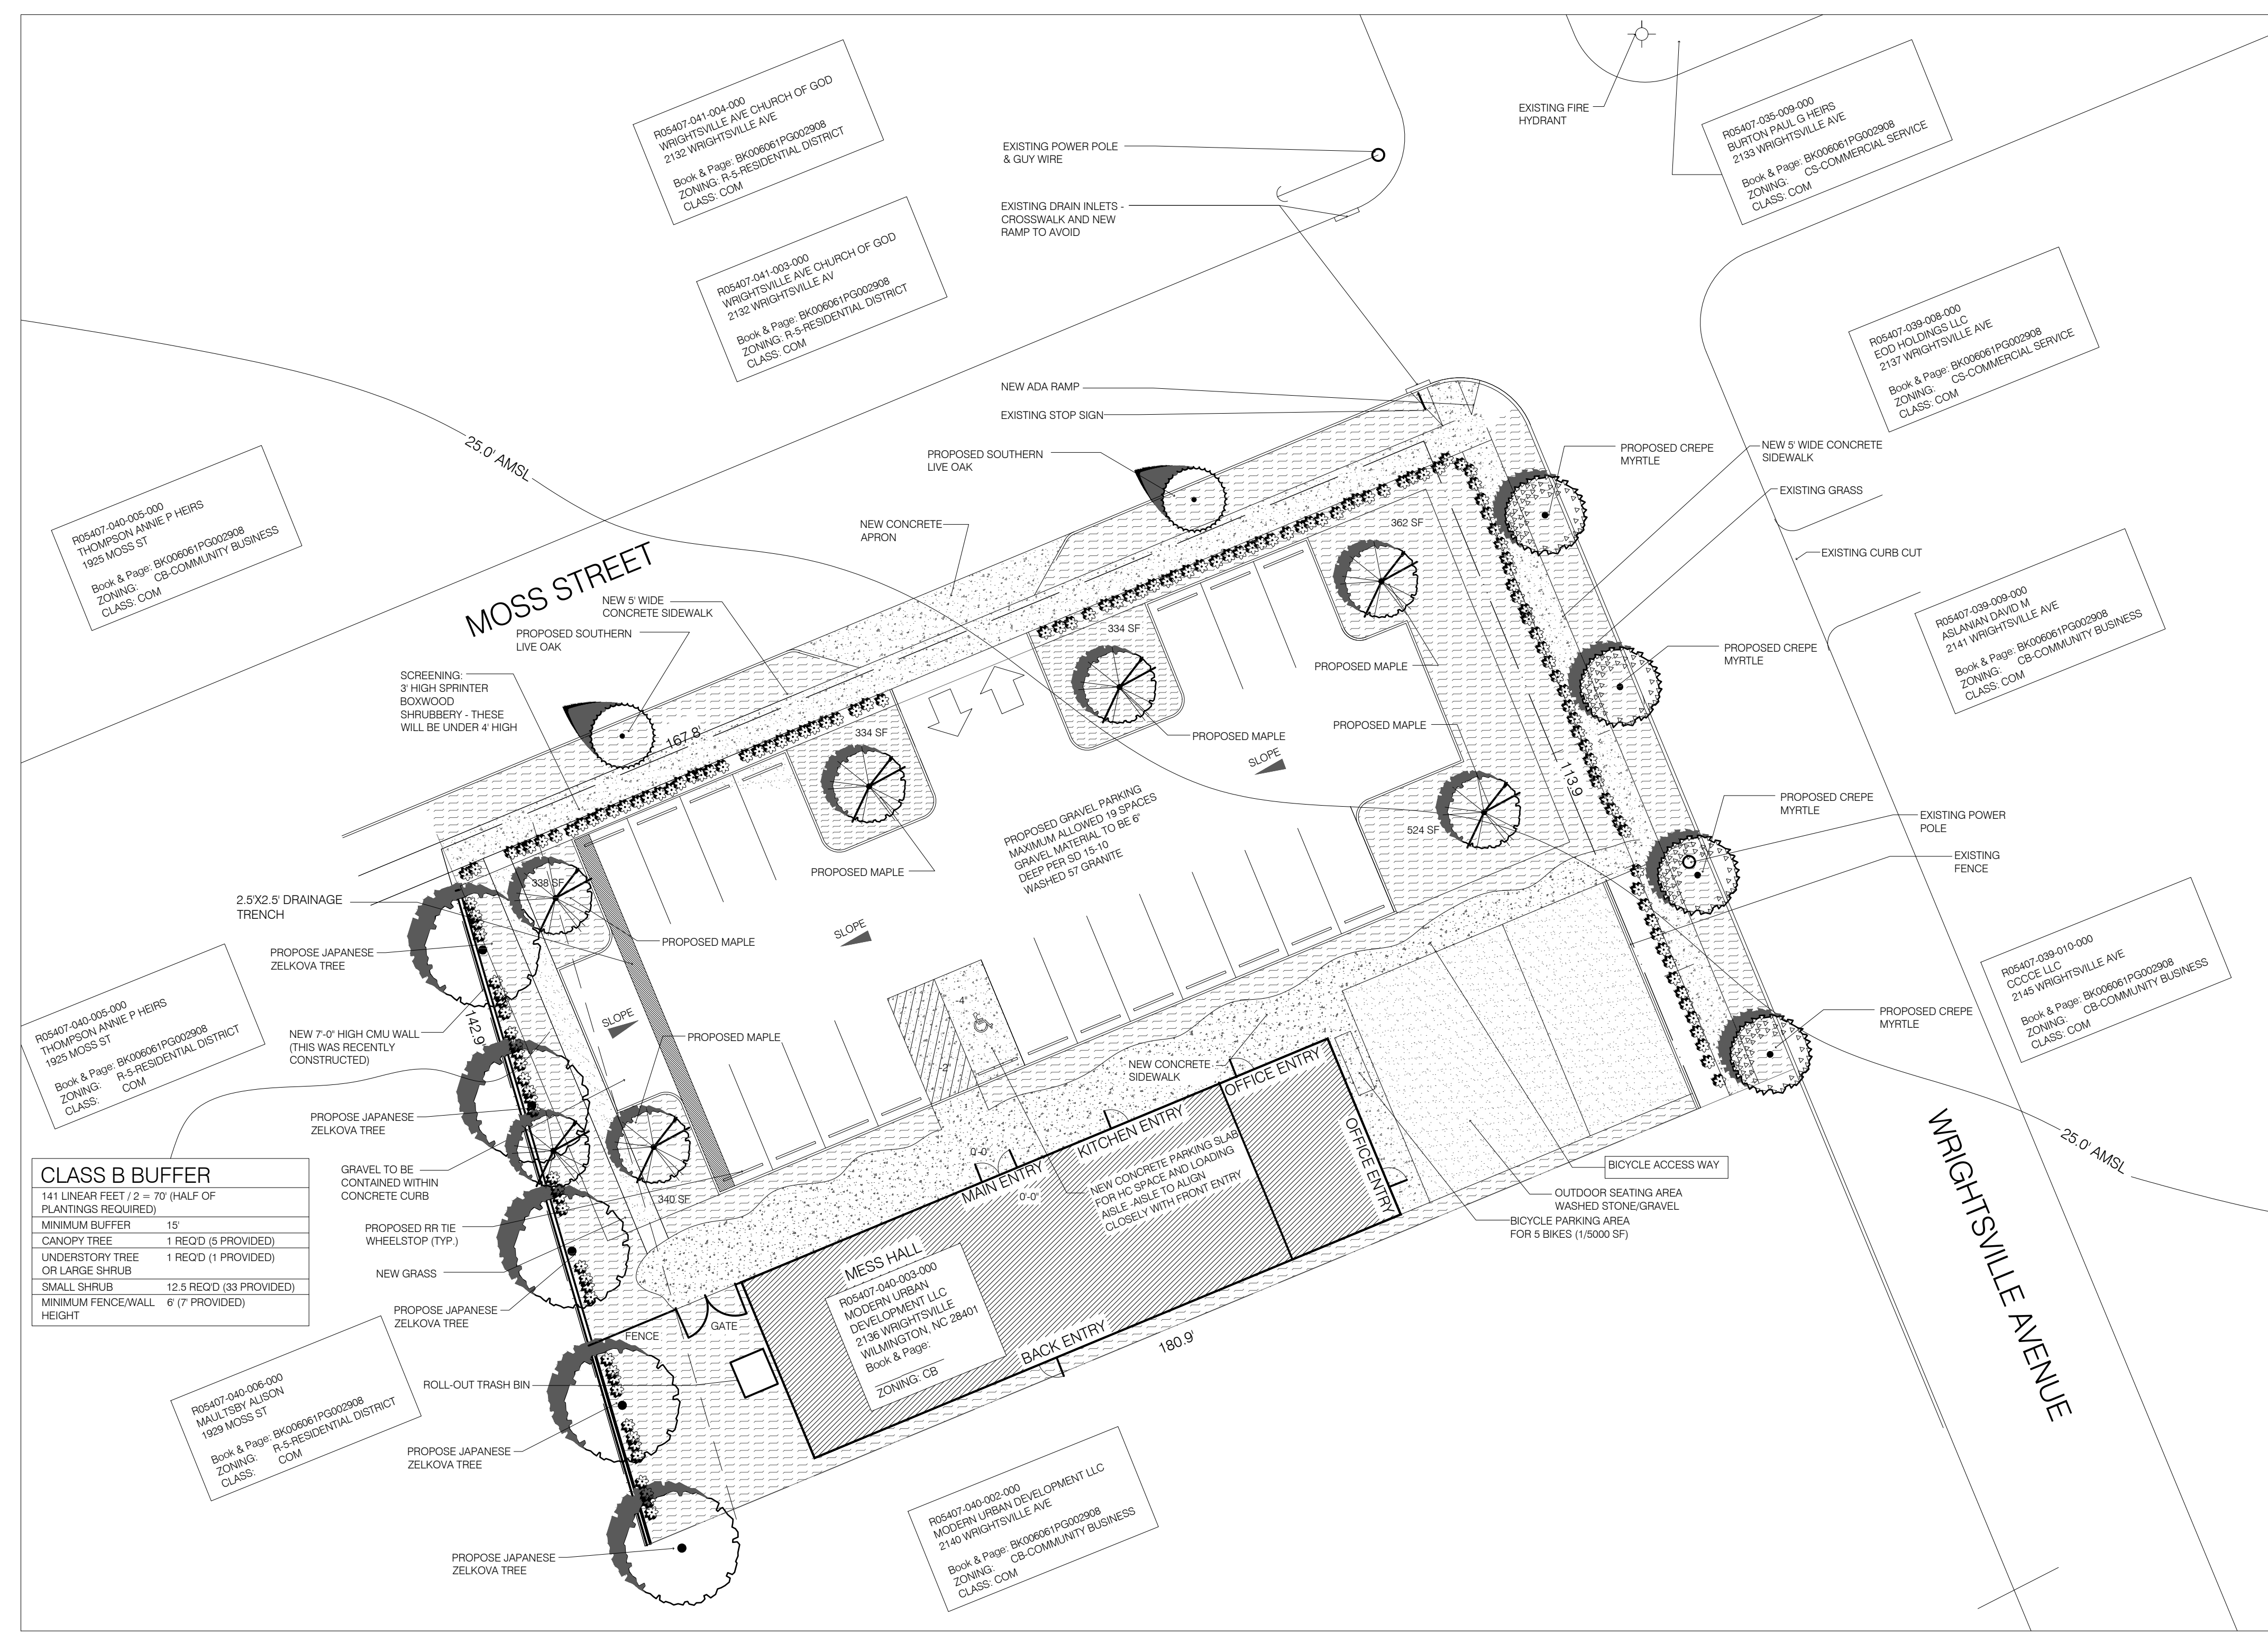 R05407-041-004-000
WRIGHTSVILLE AVE CHURCH OF GOD
2132 WRIGHTSVILLE AVE
Book & Page: BK006061PG002908
ZONING: R-5-RESIDENTIAL DISTRICT
CLASS: COM
R05407-041-003-000
WRIGHTSVILLE AVE CHURCH OF GOD
2132 WRIGHTSVILLE AV
Book & Page: BK006061PG002908
ZONING: R-5-RESIDENTIAL DISTRICT
CLASS: COM
EXISTING POWER POLE
& GUY WIRE
EXISTING DRAIN INLETS -
CROSSWALK AND NEW
RAMP TO AVOID
EXISTING FIRE
HYDRANT
R05407-035-009-000
BURTON PAUL G HEIRS
2133 WRIGHTSVILLE AVE
Book & Page: BK006061PG002908
ZONING: CS-COMMERCIAL SERVICE
CLASS: COM
R05407-039-008-000
EOD HOLDINGS LLC
2137 WRIGHTSVILLE AVE
Book & Page: BK006061PG002908
ZONING: CS-COMMERCIAL SERVICE
CLASS: COM
NEW ADA RAMP
EXISTING STOP SIGN
PROPOSED SOUTHERN
LIVE OAK
PROPOSED CREPE
MYRTLE
NEW 5' WIDE CONCRETE
SIDEWALK
EXISTING GRASS
EXISTING CURB CUT
25.0' AMSL
R05407-040-005-000
THOMPSON ANNIE P HEIRS
1925 MOSS ST
Book & Page: BK006061PG002908
ZONING: CB-COMMUNITY BUSINESS
CLASS: COM
MOSS STREET
NEW CONCRETE
APRON
NEW 5' WIDE
CONCRETE SIDEWALK
PROPOSED SOUTHERN
LIVE OAK
SCREENING:
3' HIGH SPRINTER
BOXWOOD
SHRUBBERY - THESE
WILL BE UNDER 4' HIGH
362 SF
334 SF
334 SF
167.8'
PROPOSED MAPLE
PROPOSED MAPLE
PROPOSED MAPLE
PROPOSED MAPLE
SLOPE
PROPOSED CREPE
MYRTLE
R05407-039-009-000
ASLANIAN DAVID M
2141 WRIGHTSVILLE AVE
Book & Page: BK006061PG002908
ZONING: CB-COMMUNITY BUSINESS
CLASS: COM
113.9
524 SF
PROPOSED CREPE
MYRTLE
EXISTING POWER
POLE
EXISTING
FENCE
PROPOSED GRAVEL PARKING
MAXIMUM ALLOWED 19 SPACES
GRAVEL MATERIAL TO BE 6"
DEEP PER SD 15-10
WASHED 57 GRANITE
338 SF
2.5'X2.5' DRAINAGE
TRENCH
PROPOSED MAPLE
SLOPE
PROPOSE JAPANESE
ZELKOVA TREE
142.9'
SLOPE
NEW 7'-0" HIGH CMU WALL
(THIS WAS RECENTLY
CONSTRUCTED)
PROPOSED MAPLE
-4"
-2"
R05407-040-005-000
THOMPSON ANNIE P HEIRS
1925 MOSS ST
Book & Page: BK006061PG002908
ZONING: R-5-RESIDENTIAL DISTRICT
CLASS: COM
R05407-039-010-000
CCCCE LLC
2145 WRIGHTSVILLE AVE
Book & Page: BK006061PG002908
ZONING: CB-COMMUNITY BUSINESS
CLASS: COM
PROPOSED CREPE
MYRTLE
NEW CONCRETE
SIDEWALK
PROPOSE JAPANESE
ZELKOVA TREE
OFFICE ENTRY
KITCHEN ENTRY
MAIN ENTRY
0'-0"
0'-0"
OFFICE ENTRY
NEW CONCRETE PARKING SLAB
FOR HC SPACE AND LOADING
AISLE -AISLE TO ALIGN
CLOSELY WITH FRONT ENTRY
BICYCLE ACCESS WAY
OUTDOOR SEATING AREA
WASHED STONE/GRAVEL
BICYCLE PARKING AREA
FOR 5 BIKES (1/5000 SF)
25.0' AMSL
WRIGHTSVILLE AVENUE
CLASS B BUFFER
141 LINEAR FEET / 2 = 70' (HALF OF
PLANTINGS REQUIRED)
MINIMUM BUFFER 15'
CANOPY TREE 1 REQ'D (5 PROVIDED)
UNDERSTORY TREE 1 REQ'D (1 PROVIDED)
OR LARGE SHRUB
SMALL SHRUB 12.5 REQ'D (33 PROVIDED)
MINIMUM FENCE/WALL 6' (7' PROVIDED)
HEIGHT
GRAVEL TO BE
CONTAINED WITHIN
CONCRETE CURB
340 SF
PROPOSED RR TIE
WHEELSTOP (TYP.)
NEW GRASS
PROPOSE JAPANESE
ZELKOVA TREE
FENCE
GATE
MESS HALL
R05407-040-003-000
MODERN URBAN
DEVELOPMENT LLC
2136 WRIGHTSVILLE
WILMINGTON, NC 28401
Book & Page:
ZONING: CB
BACK ENTRY
180.9'
ROLL-OUT TRASH BIN
R05407-040-006-000
MAULTSBY ALISON
1929 MOSS ST
Book & Page: BK006061PG002908
ZONING: R-5-RESIDENTIAL DISTRICT
CLASS: COM
PROPOSE JAPANESE
ZELKOVA TREE
R05407-040-002-000
MODERN URBAN DEVELOPMENT LLC
2140 WRIGHTSVILLE AVE
Book & Page: BK006061PG002908
ZONING: CB-COMMUNITY BUSINESS
CLASS: COM
PROPOSE JAPANESE
ZELKOVA TREE